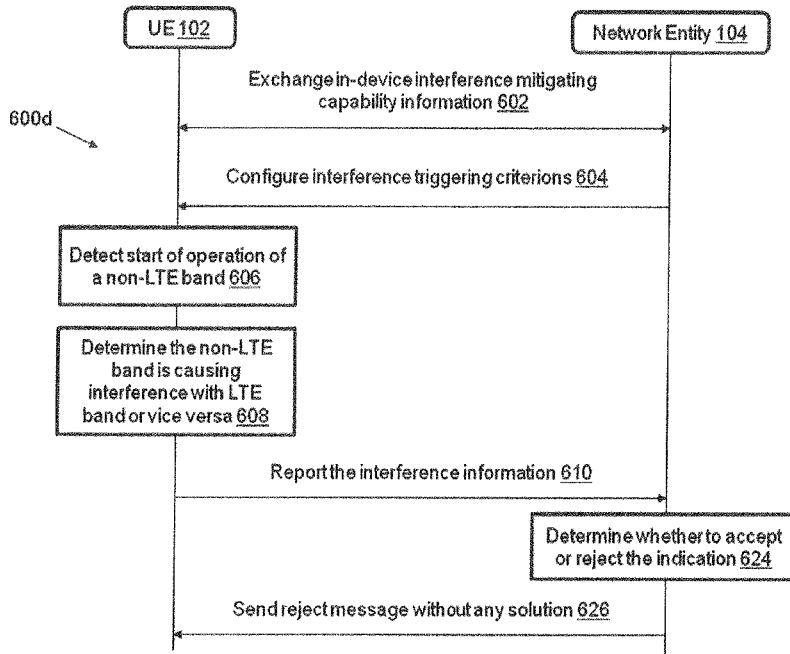 UE 102
Network Entity 104
Exchange in-device interference mitigating
capability information 602
600d
Configure interference triggering criterions 604
Detect start of operation of
a non-LTE band 606
Determine the non-LTE
band is causing
interference with LTE
band or vice versa 608
Report the interference information 610
Determine whether to accept
or reject the indication 624
Send reject message without any solution 626